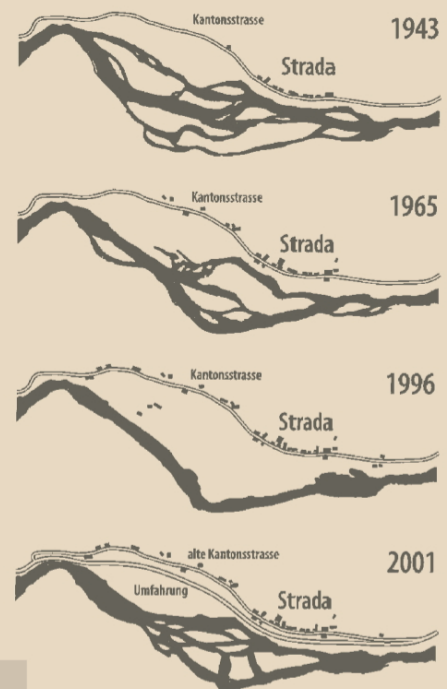 Kantonsstrasse
1943
Strada
Kantonsstrasse
1965
Strada
Kantonsstrasse
1996
Strada
alte Kantonsstrasse
2001
Umfahrung
Strada